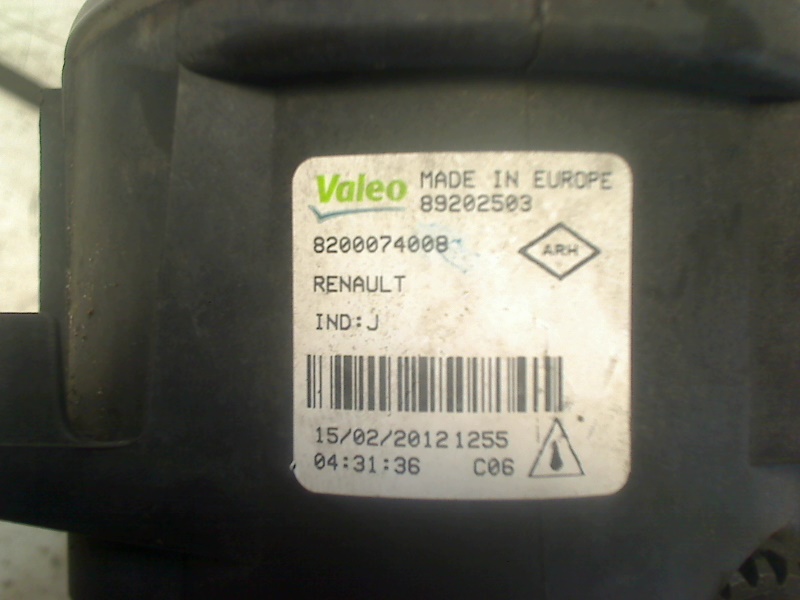 Valeo MADE IN EUROPE
89202503
8200074008
ARH
RENAULT
IND:J
15/02/2012 1255
04:31:36 C06